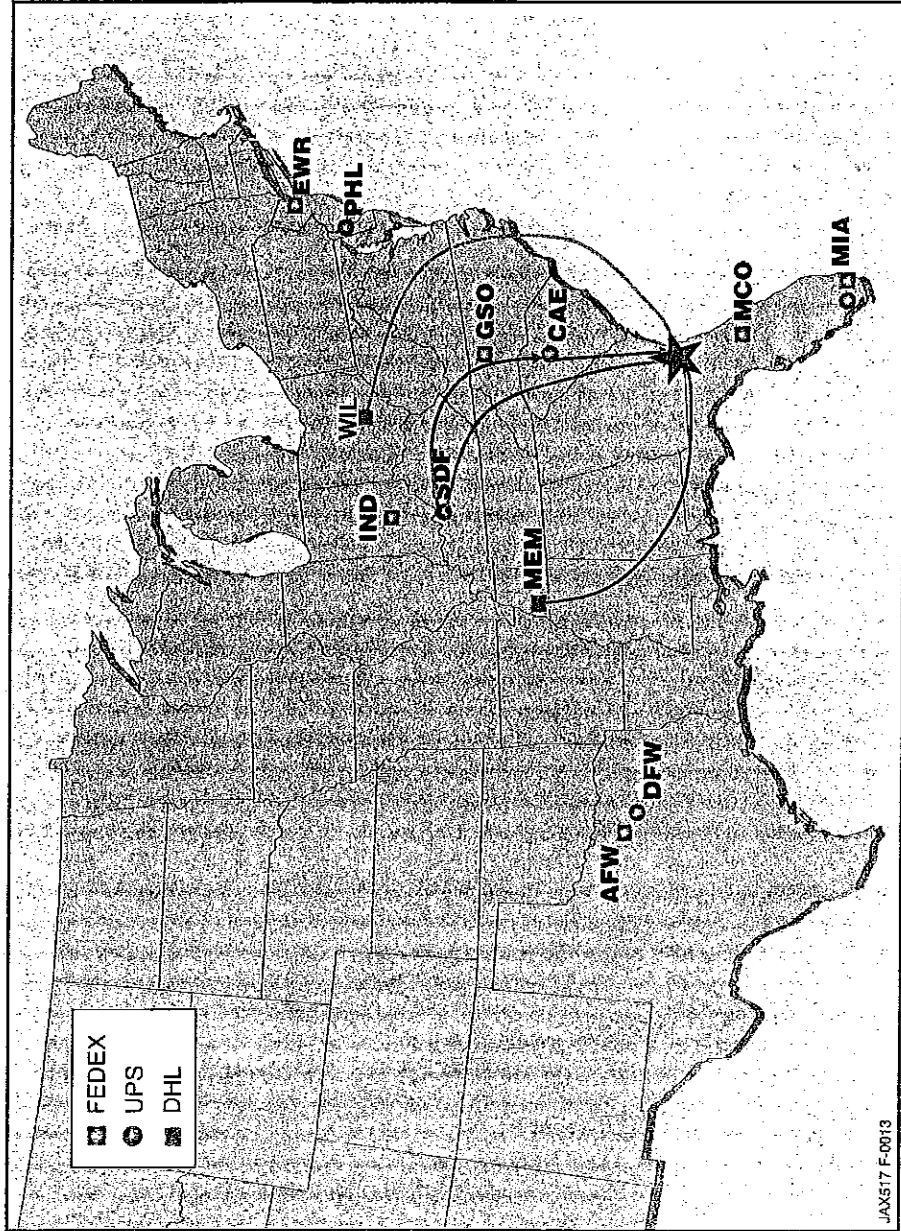 FEDEX
UPS
DHL
EWR
PHL
WIL
IND
SDF
GSO
CAE
MEM
AFW
DFW
MCO
MIA
JAX517 F-0013